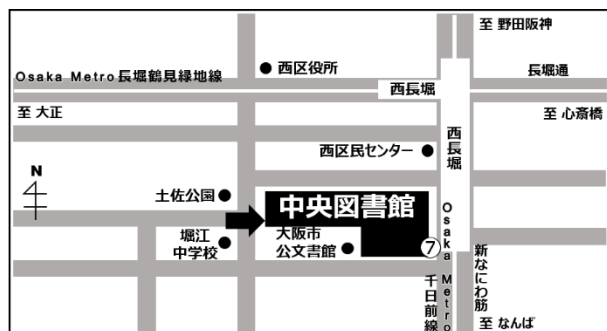 至 野田阪神
西区役所
Osaka Metro 長堀鶴見緑地線
長堀通
西長堀
至 大正
至 心斎橋
西区民センター
西長堀
N
土佐公園
中央図書館
堀江
中学校
大阪市
公文書館
7
Osaka Metro
千日前線
新なにわ筋
至 なんば